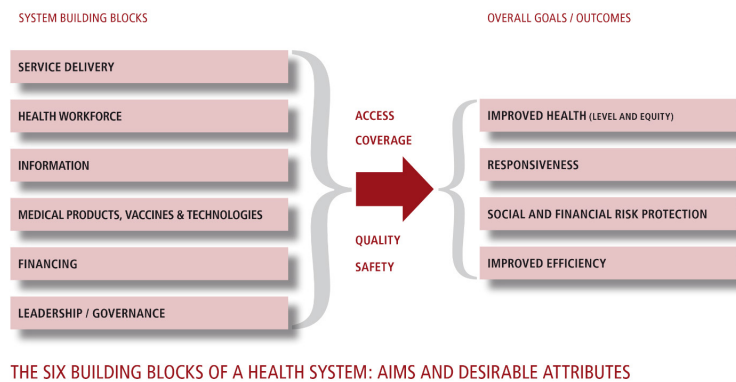 SYSTEM BUILDING BLOCKS
OVERALL GOALS / OUTCOMES
SERVICE DELIVERY
HEALTH WORKFORCE
INFORMATION
MEDICAL PRODUCTS, VACCINES & TECHNOLOGIES
FINANCING
LEADERSHIP / GOVERNANCE
ACCESS
COVERAGE
QUALITY
SAFETY
IMPROVED HEALTH (LEVEL AND EQUITY)
RESPONSIVENESS
SOCIAL AND FINANCIAL RISK PROTECTION
IMPROVED EFFICIENCY
THE SIX BUILDING BLOCKS OF A HEALTH SYSTEM: AIMS AND DESIRABLE ATTRIBUTES